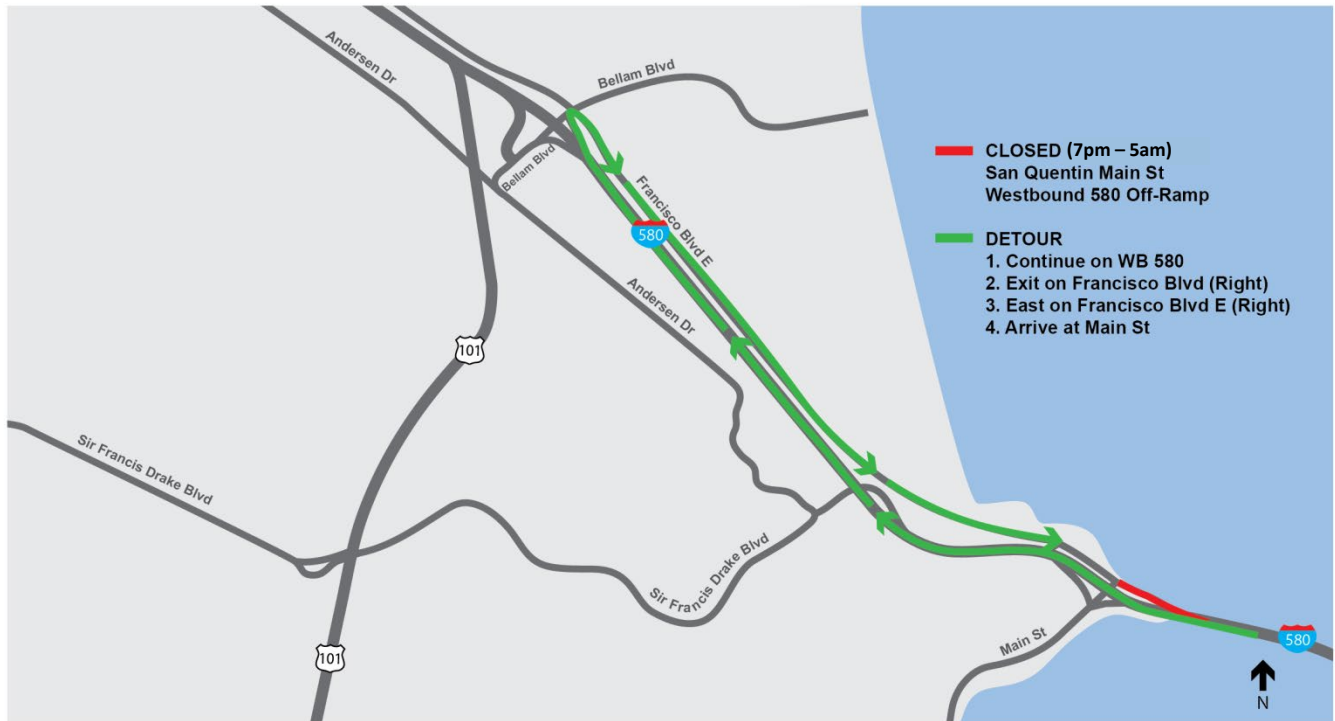 Andersen Dr
Bellam Blvd
Bellam Blvd
Francisco Blvd E
580
Andersen Dr
101
Sir Francis Drake Blvd
Sir Francis Drake Blvd
Main St
101
580
N
CLOSED (7pm – 5am)
San Quentin Main St
Westbound 580 Off-Ramp
DETOUR
1. Continue on WB 580
2. Exit on Francisco Blvd (Right)
3. East on Francisco Blvd E (Right)
4. Arrive at Main St